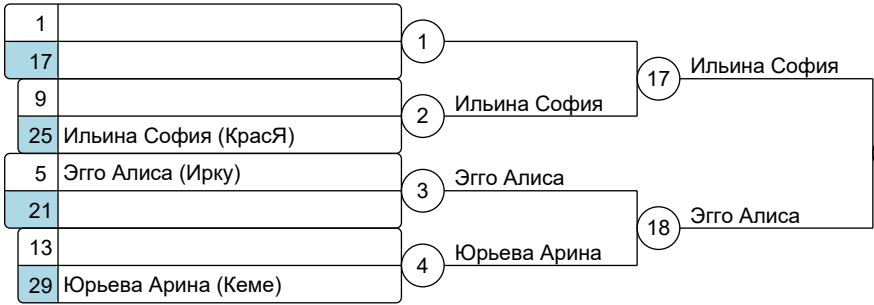 1
17
1
9
25 Ильина София (КрасЯ)
2
Ильина София
17
Ильина София
5 Эгго Алиса (Ирку)
21
3
Эгго Алиса
13
29 Юрьева Арина (Кеме)
4
Юрьева Арина
18
Эгго Алиса